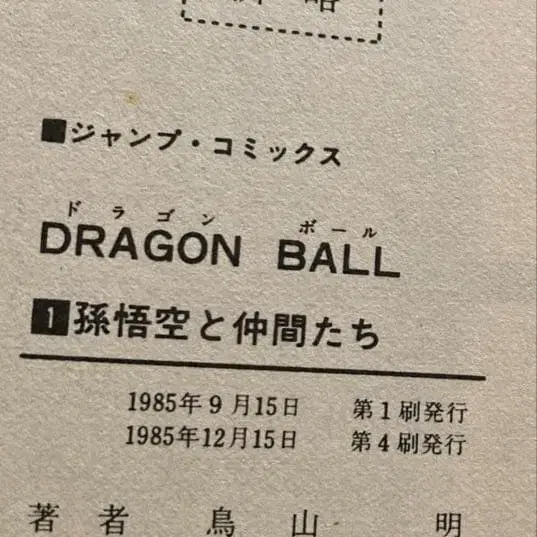 ■ジャンプ・コミックス
ドラゴン ボール
DRAGON BALL
1孫悟空と仲間たち
1985年9月15日 第1刷発行
1985年12月15日 第4刷発行
著者 鳥山 明